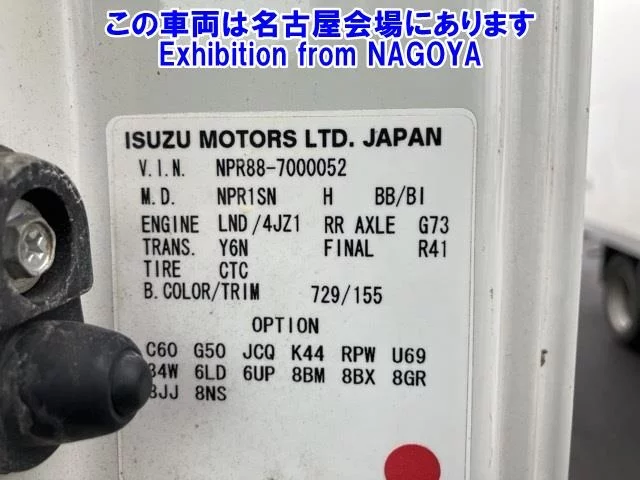 この車両は名古屋会場にあります
Exhibition from NAGOYA
ISUZU MOTORS LTD. JAPAN
V.I.N. NPR88-7000052
M.D. NPR1SN H BB/BI
ENGINE LND/4JZ1 RR AXLE G73
TRANS. Y6N FINAL R41
TIRE CTC
B.COLOR/TRIM 729/155
OPTION
C60 G50 JCQ K44 RPW U69
6LD 6UP 8BM 8BX 8GR
8NS